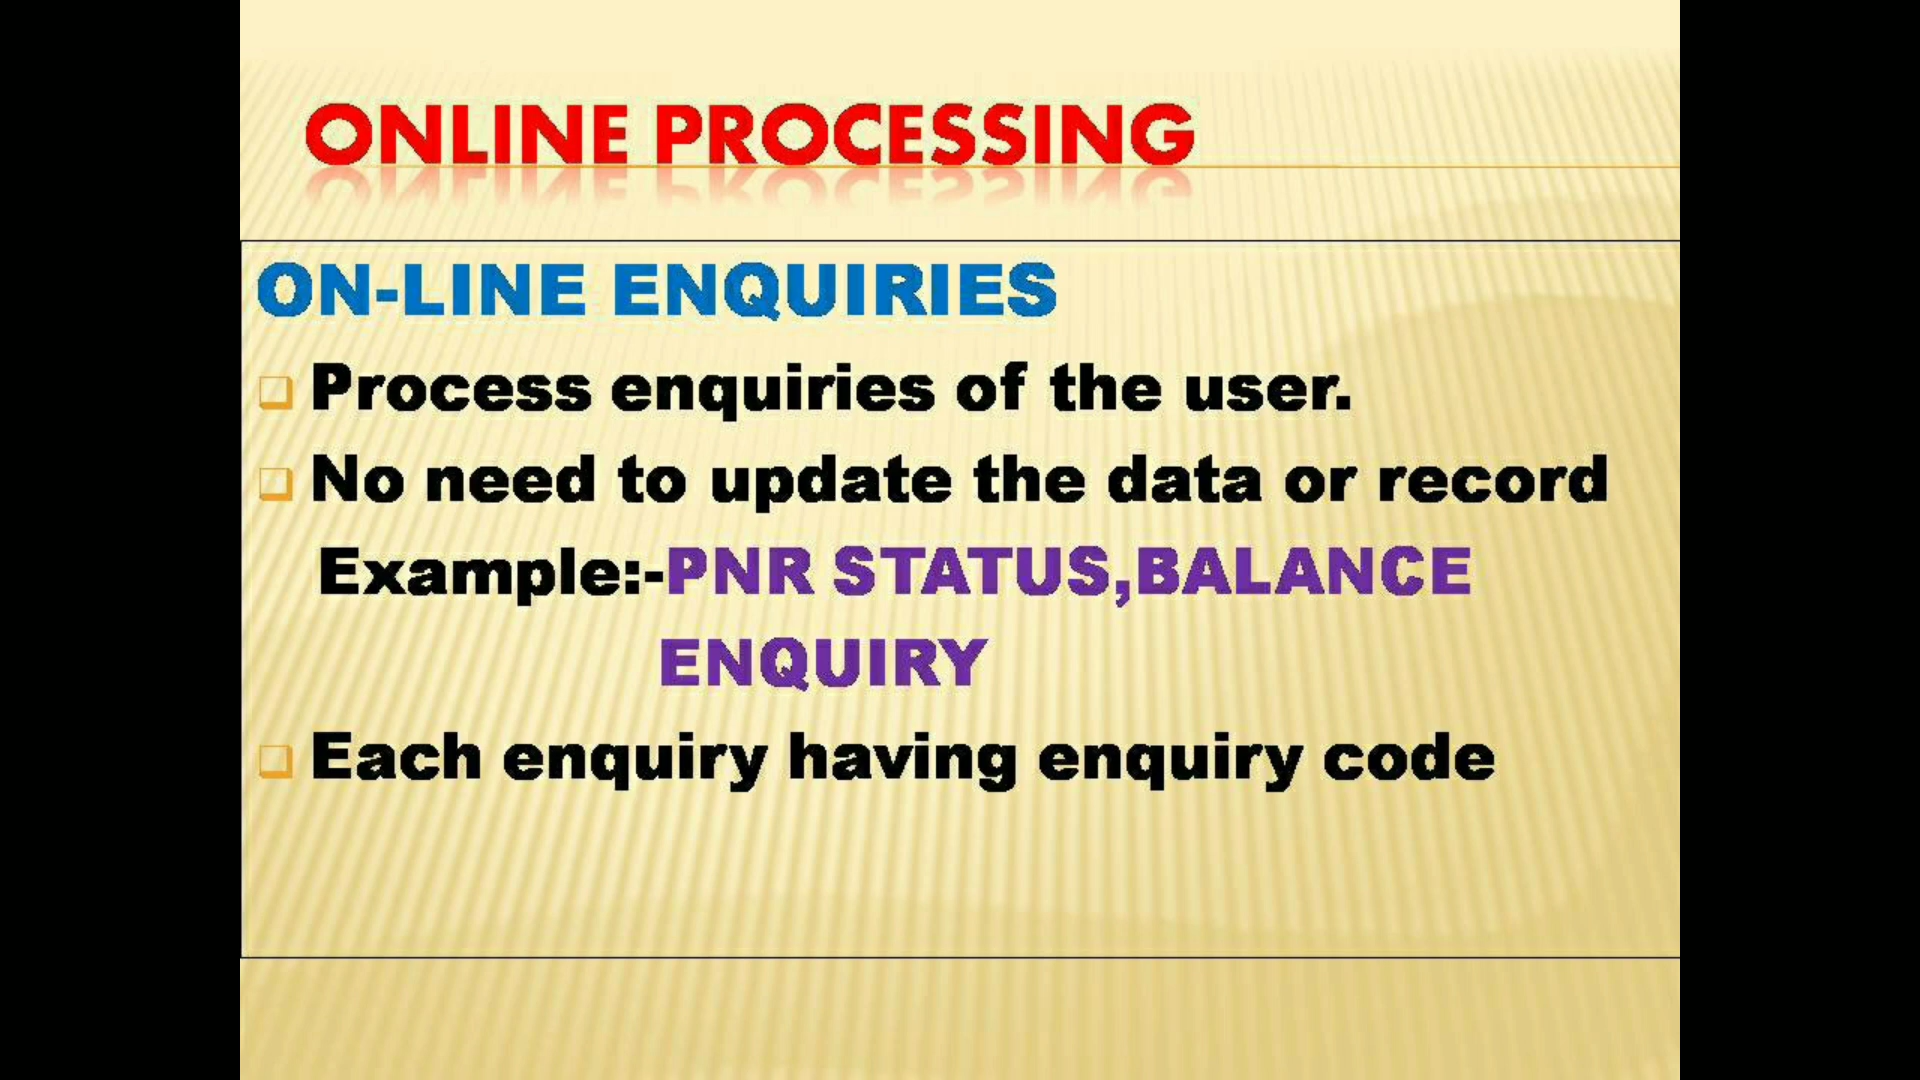 ONLINE PROCESSING
ON-LINE ENQUIRIES
❑ Process enquiries of the user.
❑ No need to update the data or record
Example:-PNR STATUS,BALANCE
ENQUIRY
❑ Each enquiry having enquiry code